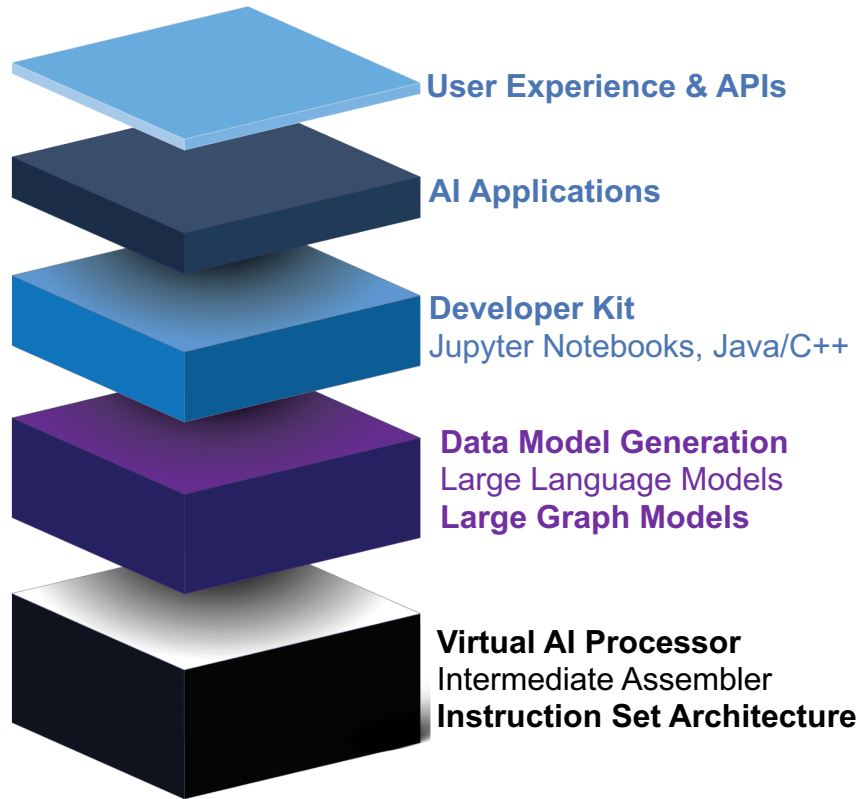 User Experience & APIs
AI Applications
Developer Kit
Jupyter Notebooks, Java/C++
Data Model Generation
Large Language Models
Large Graph Models
Virtual AI Processor
Intermediate Assembler
Instruction Set Architecture